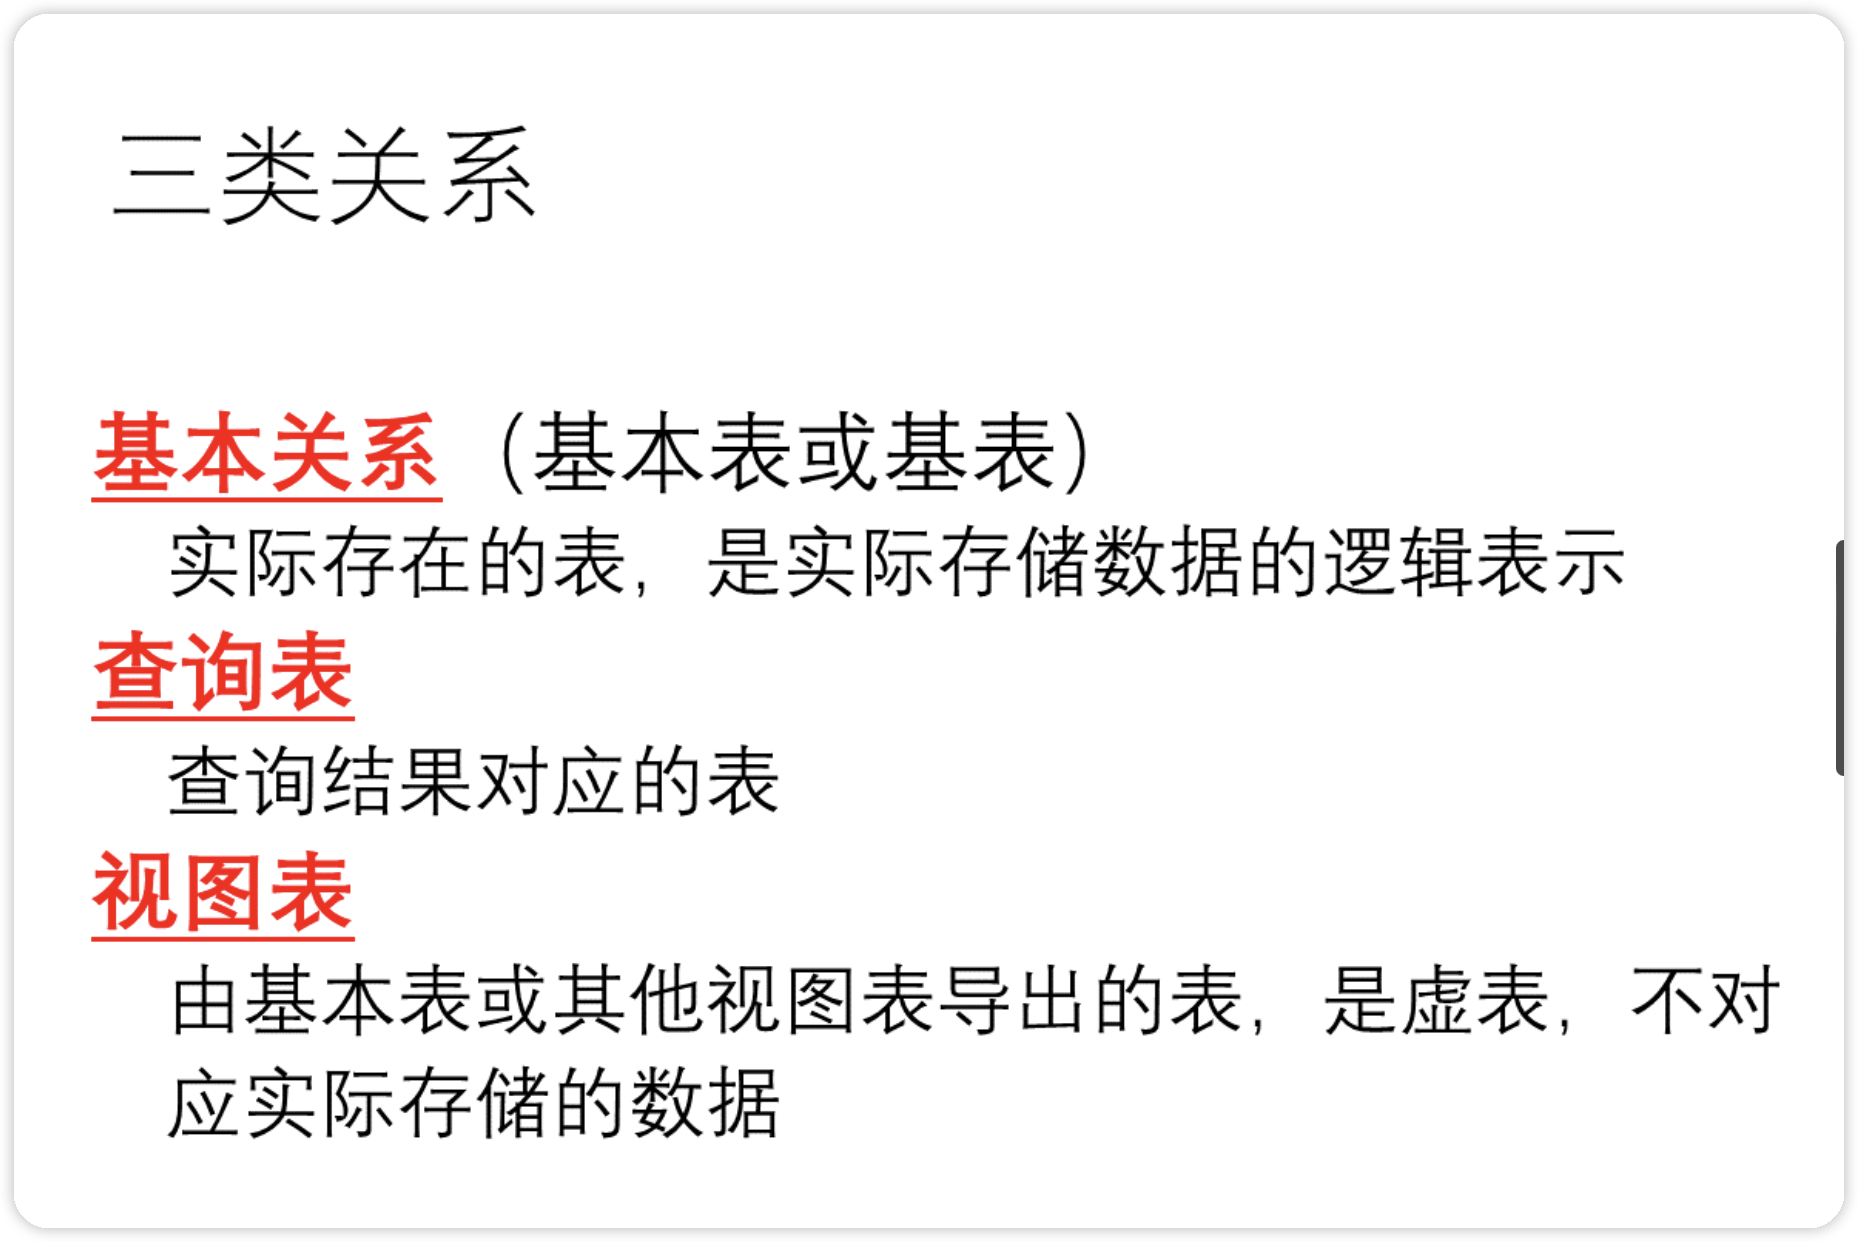 三类关系
基本关系（基本表或基表）
实际存在的表，是实际存储数据的逻辑表示
查询表
查询结果对应的表
视图表
由基本表或其他视图表导出的表，是虚表，不对
应实际存储的数据